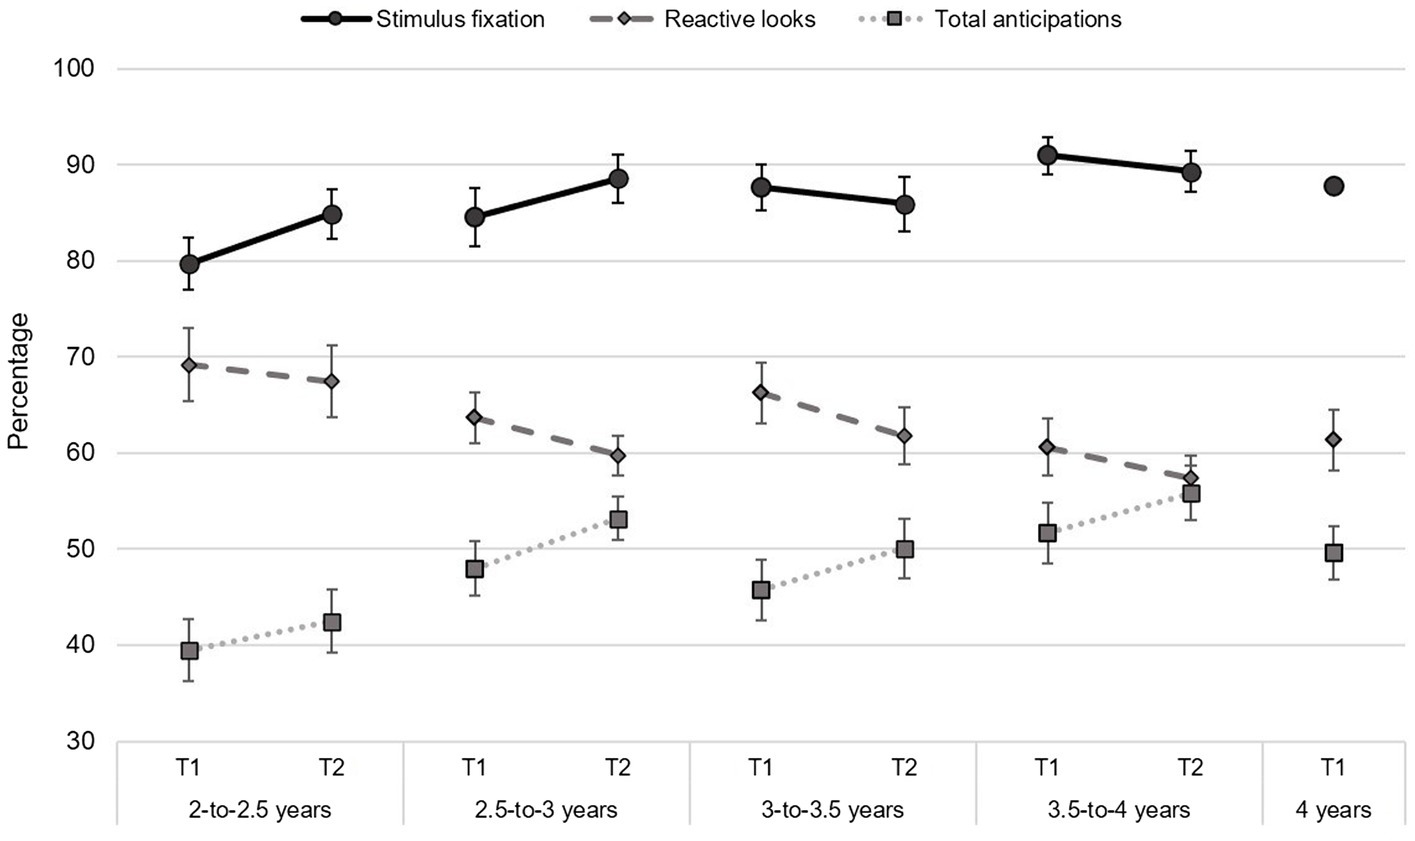 Stimulus fixation Reactive looks Total anticipations
100
90
80
70
60
50
40
30
Percentage
T1 T2 T1 T2 T1 T2 T1 T2 T1
2-to-2.5 years 2.5-to-3 years 3-to-3.5 years 3.5-to-4 years 4 years